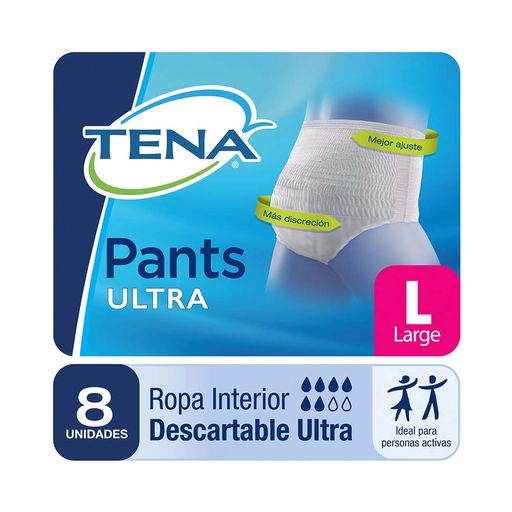 TENA®
Mejor ajuste
Más discreción
Pants
ULTRA
L
Large
8
UNIDADES
Ropa Interior
Descartable Ultra
Ideal para
personas activas